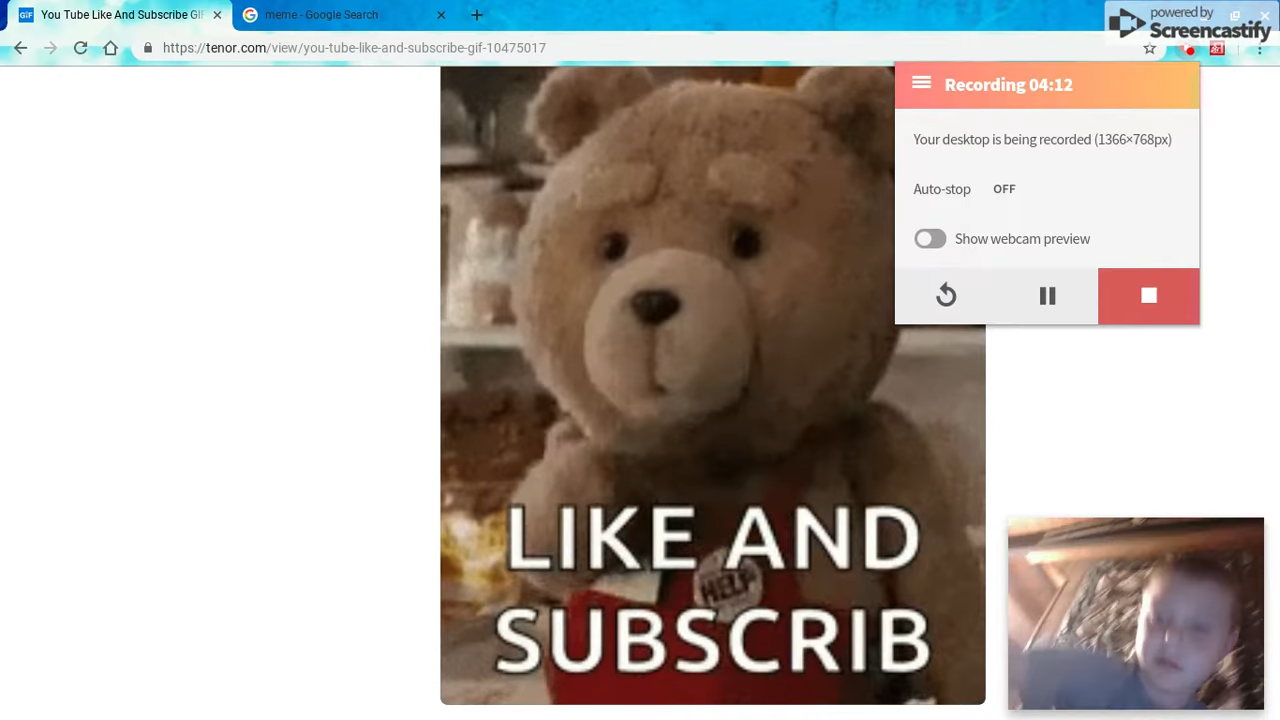 You Tube Like And Subscribe GIF
meme - Google Search
powered by
Screencastify
https://tenor.com/view/you-tube-like-and-subscribe-gif-10475017
Recording 04:12
Your desktop is being recorded (1366×768px)
Auto-stop OFF
Show webcam preview
LIKE AND
HELP
SUBSCRIB